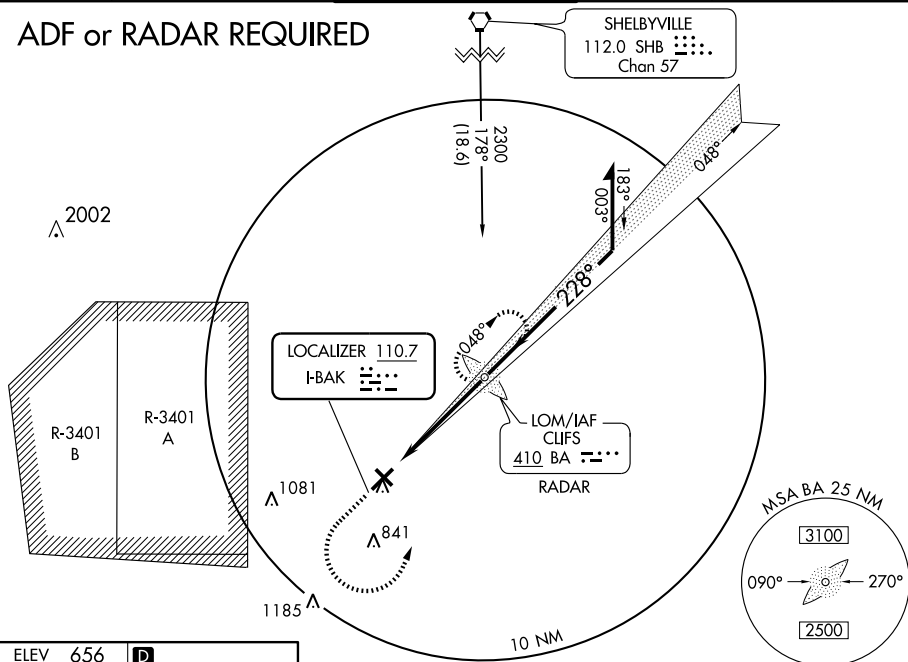 ADF or RADAR REQUIRED
SHELBYVILLE
112.0 SHB
Chan 57
2300
178°
(18.6)
048°
183°
003°
2002
228°
048°
LOCALIZER 110.7
I-BAK
R-3401
B
R-3401
A
LOM/IAF
CLIFS
410 BA
RADAR
1081
841
MSA BA 25 NM
3100
090°
270°
2500
1185
10 NM
ELEV 656 D